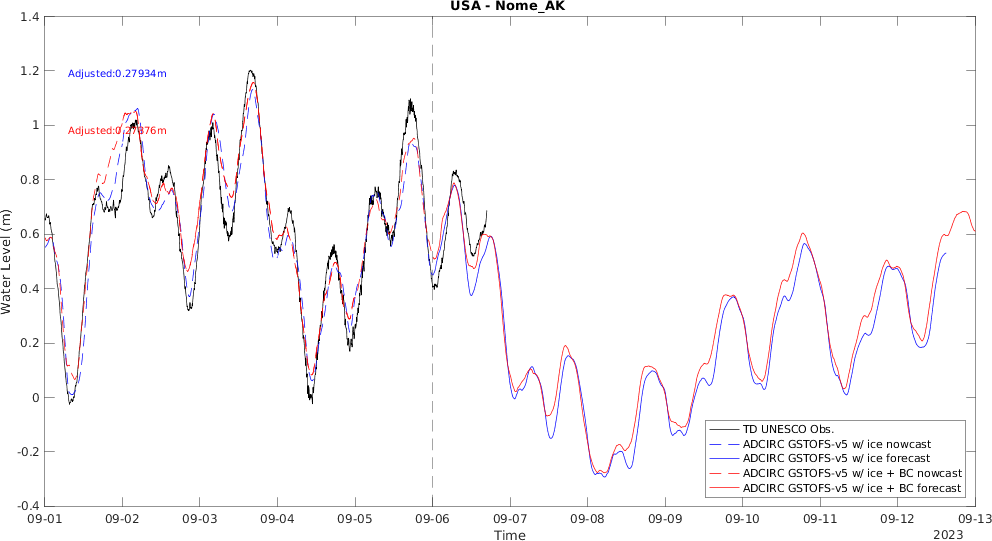 USA - Nome_AK
1.4
1.2
1
0.8
0.6
0.4
0.2
0
-0.2
-0.4
Water Level (m)
Adjusted:0.27934m
09-01 09-02 09-03 09-04 09-05 09-06 09-07 09-08 09-09 09-10 09-11 09-12 09-13
Time
2023
TD UNESCO Obs.
ADCIRC GSTOFS-v5 w/ ice nowcast
ADCIRC GSTOFS-v5 w/ ice forecast
ADCIRC GSTOFS-v5 w/ ice + BC nowcast
ADCIRC GSTOFS-v5 w/ ice + BC forecast